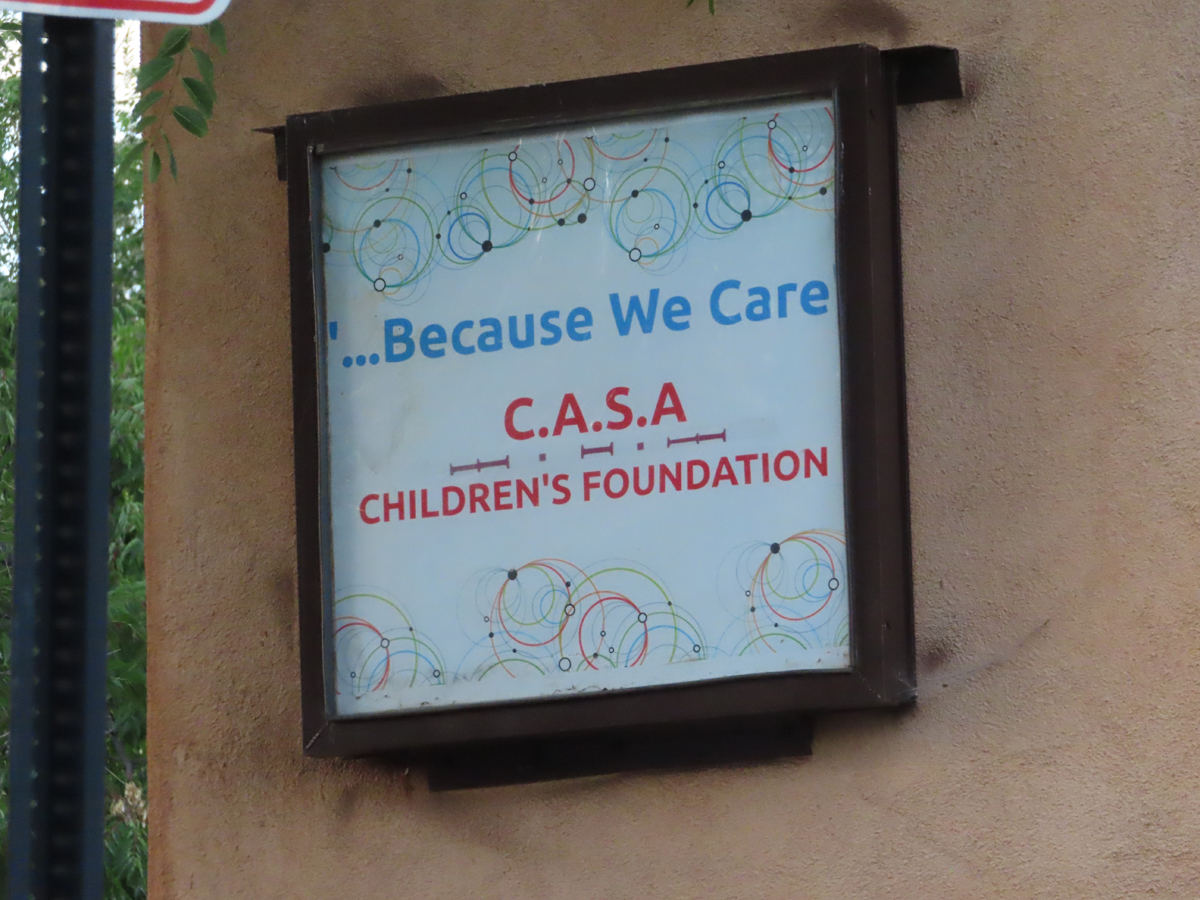 '...Because We Care
C.A.S.A
CHILDREN'S FOUNDATION